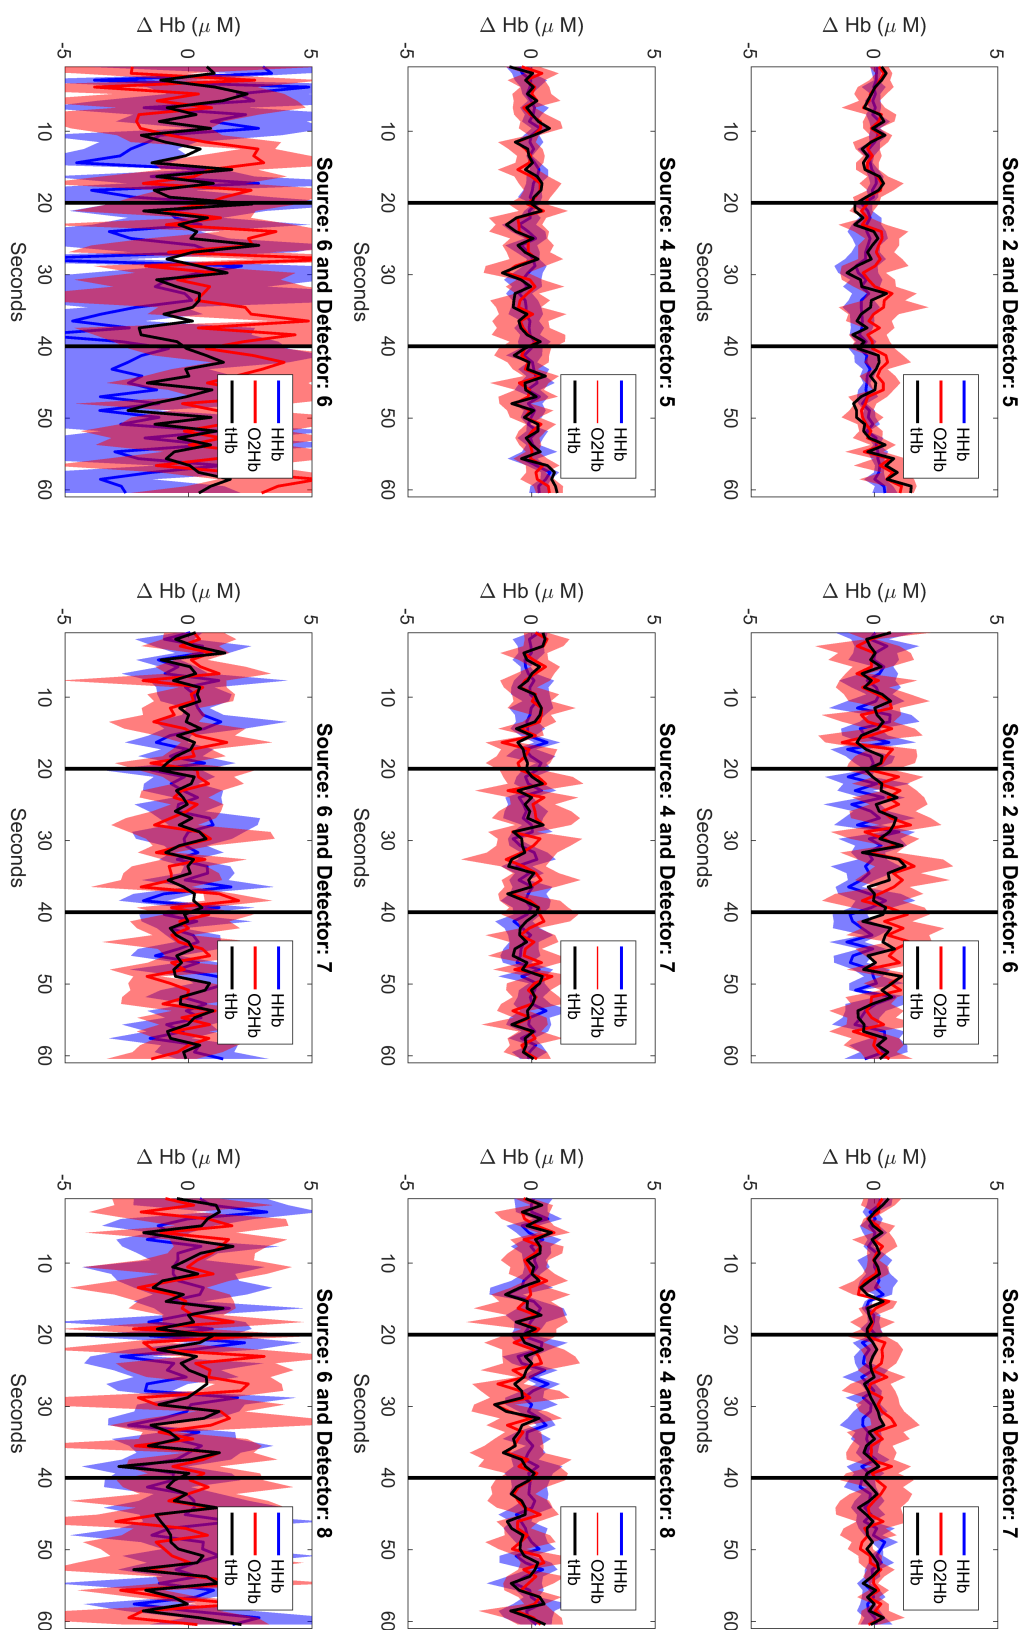 Source: 2 and Detector: 5
Δ Hb (μ M)
5
0
-5
HHb
O2Hb
tHb
10 20 30 40 50 60
Seconds
Source: 2 and Detector: 6
Δ Hb (μ M)
5
0
-5
HHb
O2Hb
tHb
10 20 30 40 50 60
Seconds
Source: 2 and Detector: 7
Δ Hb (μ M)
5
0
-5
HHb
O2Hb
tHb
10 20 30 40 50 60
Seconds
Source: 4 and Detector: 5
Δ Hb (μ M)
5
0
-5
HHb
O2Hb
tHb
10 20 30 40 50 60
Seconds
Source: 4 and Detector: 7
Δ Hb (μ M)
5
0
-5
HHb
O2Hb
tHb
10 20 30 40 50 60
Seconds
Source: 4 and Detector: 8
Δ Hb (μ M)
5
0
-5
HHb
O2Hb
tHb
10 20 30 40 50 60
Seconds
Source: 6 and Detector: 6
Δ Hb (μ M)
5
0
-5
HHb
O2Hb
tHb
10 20 30 40 50 60
Seconds
Source: 6 and Detector: 7
Δ Hb (μ M)
5
0
-5
HHb
O2Hb
tHb
10 20 30 40 50 60
Seconds
Source: 6 and Detector: 8
Δ Hb (μ M)
5
0
-5
HHb
O2Hb
tHb
10 20 30 40 50 60
Seconds